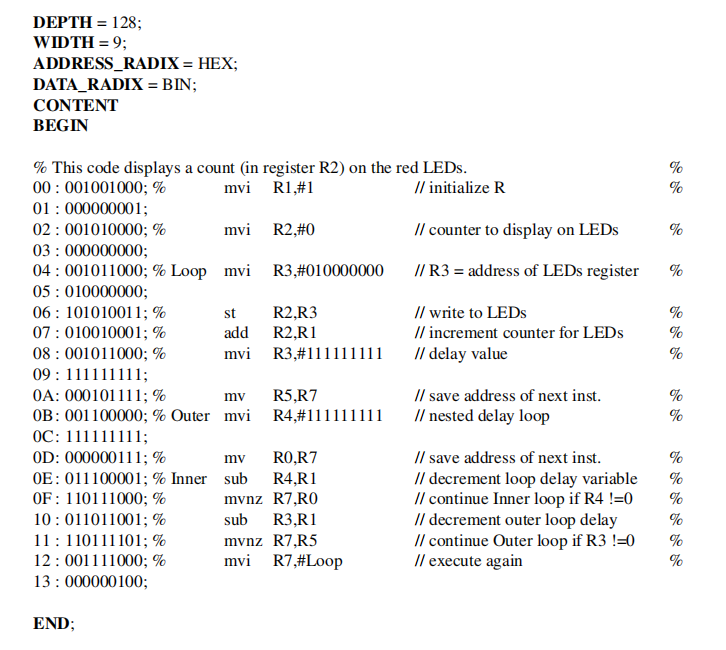 DEPTH = 128;
WIDTH = 9;
ADDRESS_RADIX = HEX;
DATA_RADIX = BIN;
CONTENT
BEGIN
% This code displays a count (in register R2) on the red LEDs. %
00 : 001001000; % mvi R1,#1 // initialize R %
01 : 000000001;
02 : 001010000; % mvi R2,#0 // counter to display on LEDs %
03 : 000000000;
04 : 001011000; % Loop mvi R3,#010000000 // R3 = address of LEDs register %
05 : 010000000;
06 : 101010011; % st R2,R3 // write to LEDs %
07 : 010010001; % add R2,R1 // increment counter for LEDs %
08 : 001011000; % mvi R3,#111111111 // delay value %
09 : 111111111;
0A: 000101111; % mv R5,R7 // save address of next inst. %
0B: 001100000; % Outer mvi R4,#111111111 // nested delay loop %
0C: 111111111;
0D: 000000111; % mv R0,R7 // save address of next inst. %
0E: 011100001; % Inner sub R4,R1 // decrement loop delay variable %
0F : 110111000; % mvnz R7,R0 // continue Inner loop if R4 !=0 %
10 : 011011001; % sub R3,R1 // decrement outer loop delay %
11 : 110111101; % mvnz R7,R5 // continue Outer loop if R3 !=0 %
12 : 001111000; % mvi R7,#Loop // execute again %
13 : 000000100;
END;